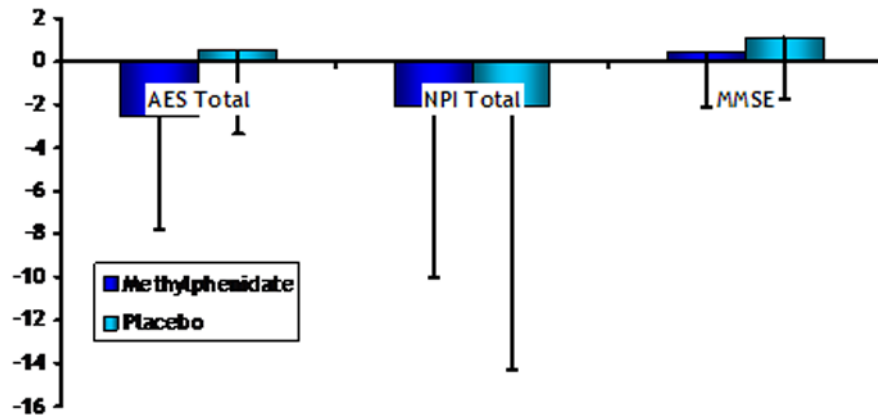 2
0
-2
-4
-6
-8
-10
-12
-14
-16
AES Total
NPI Total
MMSE
Methylphenidate
Placebo